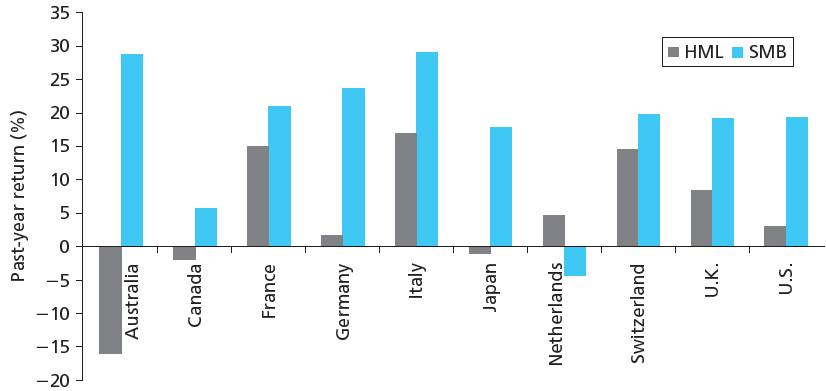 35
30
25
20
15
10
5
0
−5
−10
−15
−20
Past-year return (%)
HML SMB
Australia
Canada
France
Germany
Italy
Japan
Netherlands
Switzerland
U.K.
U.S.